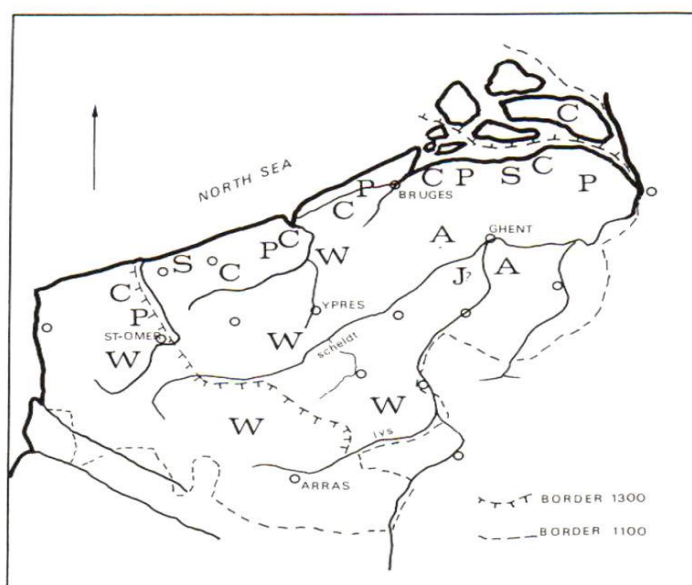 C
NORTH SEA
C P S C P
P
C
BRUGES
A
GHENT
W
P C
S C
J? A
C
P
YPRES
ST-OMER
W
W
scheldt
W
W
lys
ARRAS
BORDER 1300
BORDER 1100